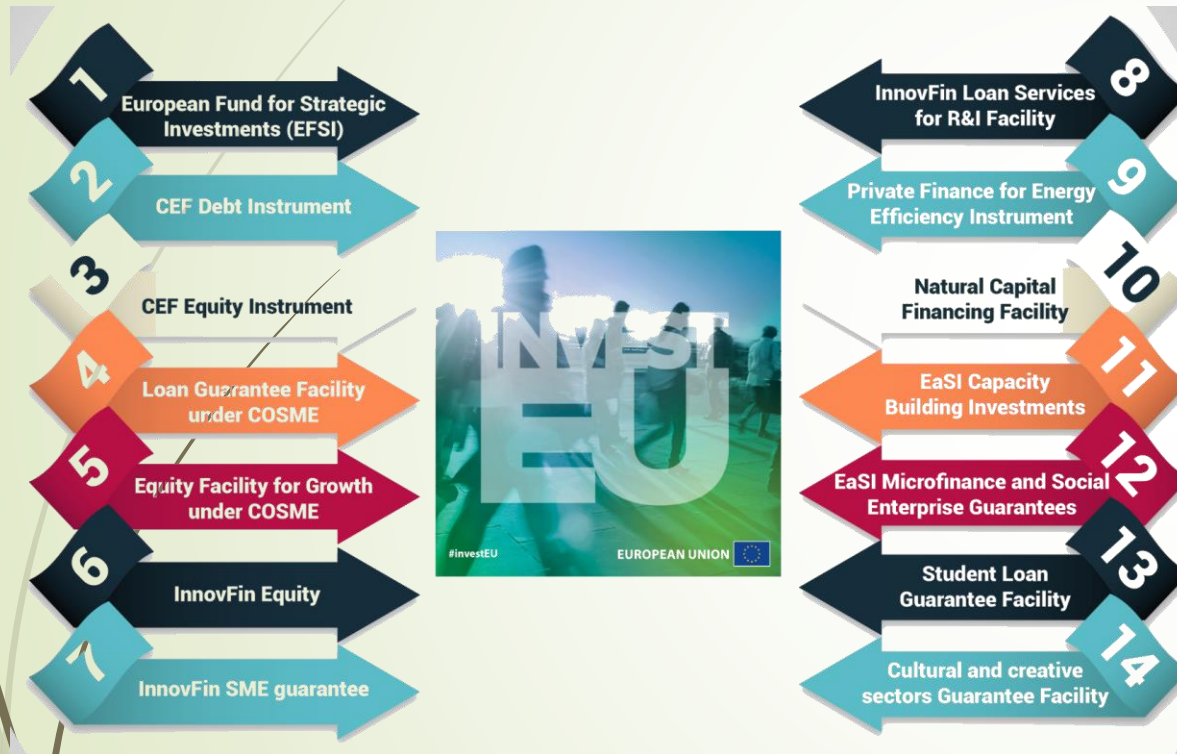 1
European Fund for Strategic
Investments (EFSI)
2
CEF Debt Instrument
3
CEF Equity Instrument
4
Loan Guarantee Facility
under COSME
5
Equity Facility for Growth
under COSME
6
InnovFin Equity
7
InnovFin SME guarantee
INVEST
EU
#investEU
EUROPEAN UNION
8
InnovFin Loan Services
for R&I Facility
9
Private Finance for Energy
Efficiency Instrument
10
Natural Capital
Financing Facility
11
EaSI Capacity
Building Investments
12
EaSI Microfinance and Social
Enterprise Guarantees
13
Student Loan
Guarantee Facility
14
Cultural and creative
sectors Guarantee Facility